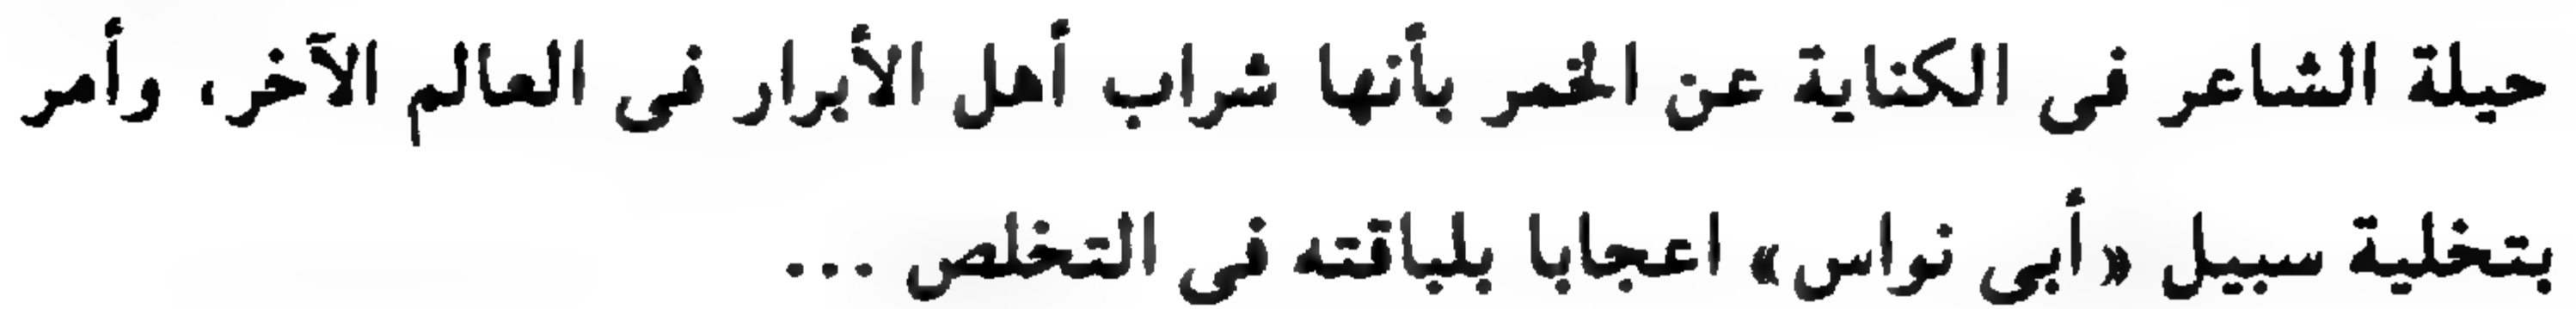 حيلة الشاعر فى الكناية عن الخمر بأنها شراب أهل الأبرار فى العالم الآخر، وأمر
بتخلية سبيل «أبى نواس» اعجابا بلباقته فى التخلص ...